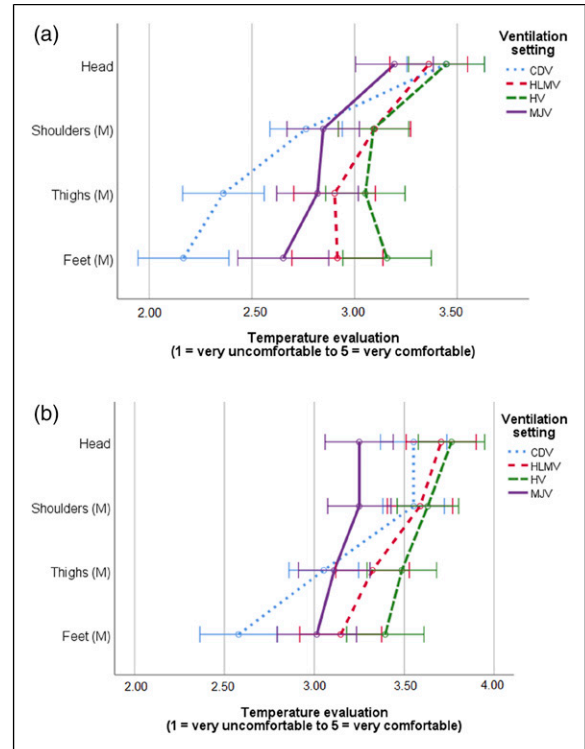 (a)
Ventilation
setting
CDV
HLMV
HV
MJV
Head
Shoulders (M)
Thighs (M)
Feet (M)
2.00 2.50 3.00 3.50
Temperature evaluation
(1 = very uncomfortable to 5 = very comfortable)
(b)
Ventilation
setting
CDV
HLMV
HV
MJV
Head
Shoulders (M)
Thighs (M)
Feet (M)
2.00 3.00 3.50 4.00
Temperature evaluation
(1 = very uncomfortable to 5 = very comfortable)